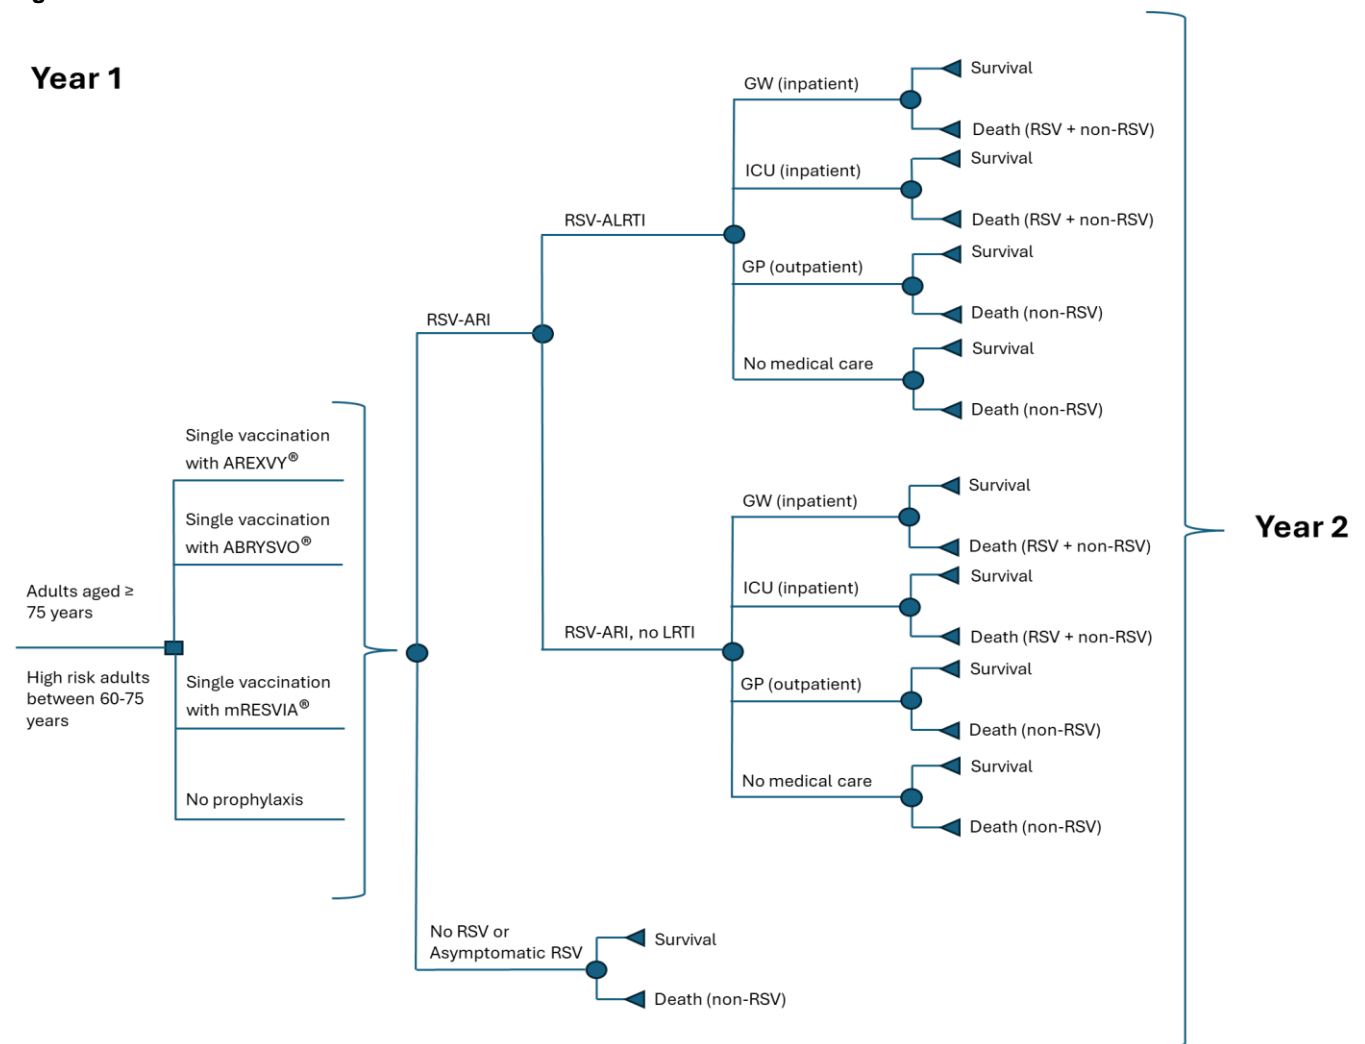 Year 1
Adults aged ≥
75 years
High risk adults
between 60-75
years
Single vaccination
with AREXVY®
Single vaccination
with ABRYSVO®
Single vaccination
with mRESVIA®
No prophylaxis
RSV-ARI
No RSV or
Asymptomatic RSV
Survival
Death (non-RSV)
RSV-ALRTI
GW (inpatient)
Survival
Death (RSV + non-RSV)
ICU (inpatient)
Survival
Death (RSV + non-RSV)
GP (outpatient)
Survival
Death (non-RSV)
No medical care
Survival
Death (non-RSV)
RSV-ARI, no LRTI
GW (inpatient)
Survival
Death (RSV + non-RSV)
ICU (inpatient)
Survival
Death (RSV + non-RSV)
GP (outpatient)
Survival
Death (non-RSV)
No medical care
Survival
Death (non-RSV)
Year 2